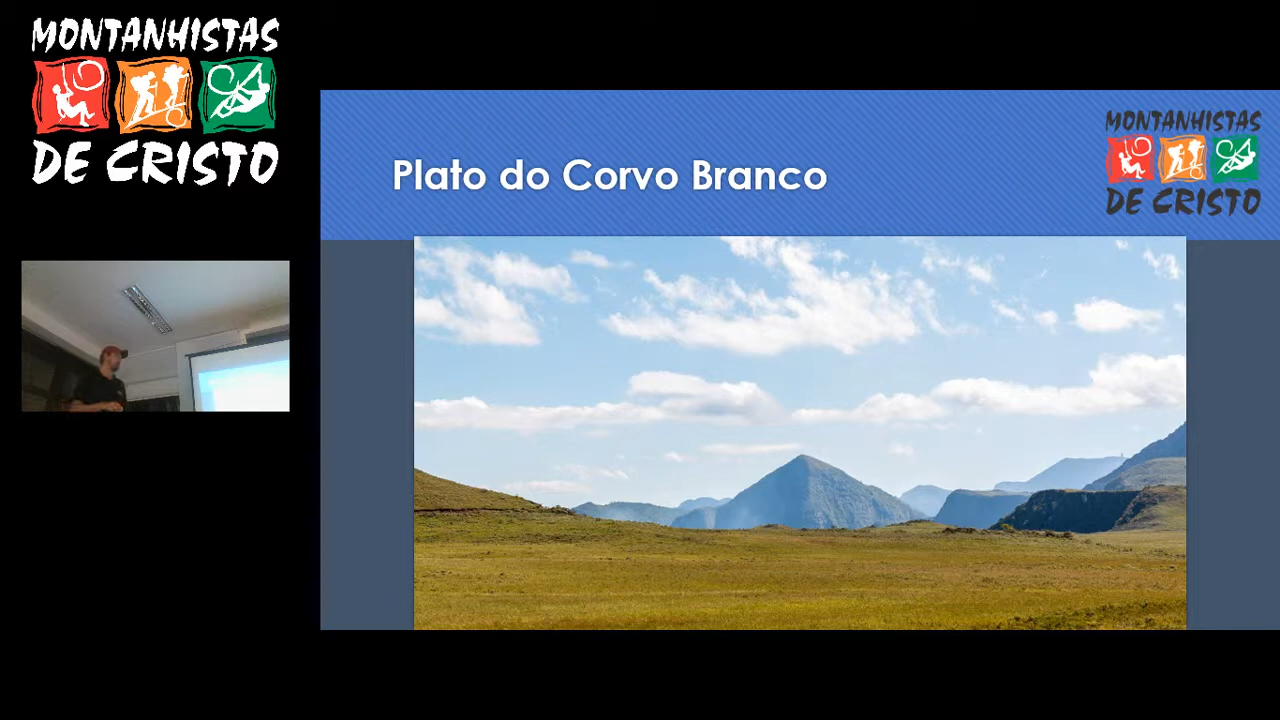 MONTANHISTAS
DE CRISTO
Plato do Corvo Branco
MONTANHISTAS
DE CRISTO